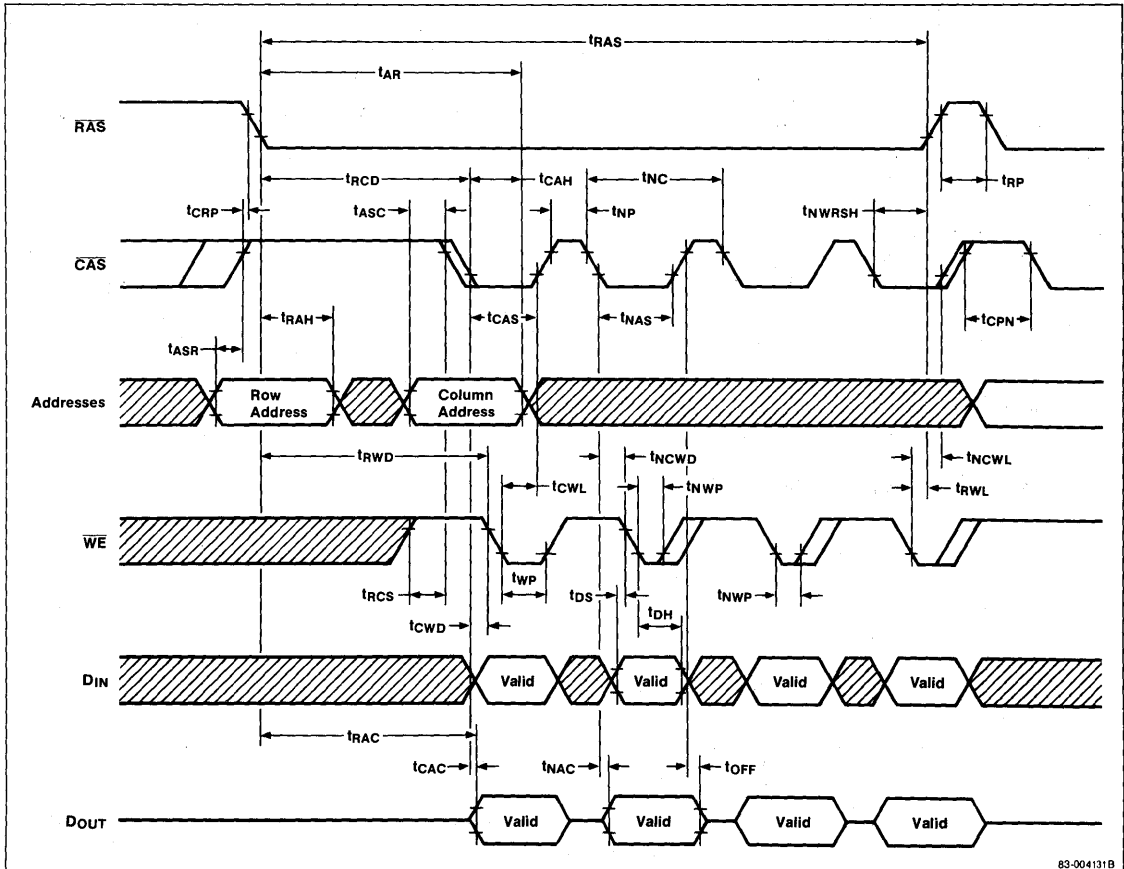 tRAS
tAR
RAS
tRCD
tCAH
tNC
tRP
tCRP
tASC
tNP
tNWRSH
CAS
tRAH
tCAS
tNAS
tCPN
tASR
Addresses
Row
Address
Column
Address
tRWD
tNCWD
tNCWL
tCWL
tNWP
tRWL
WE
tWP
tRCS
tDS
tDH
tNWP
tCWD
DIN
Valid
Valid
Valid
Valid
tRAC
tCAC
tNAC
tOFF
DOUT
Valid
Valid
Valid
Valid
83-004131B